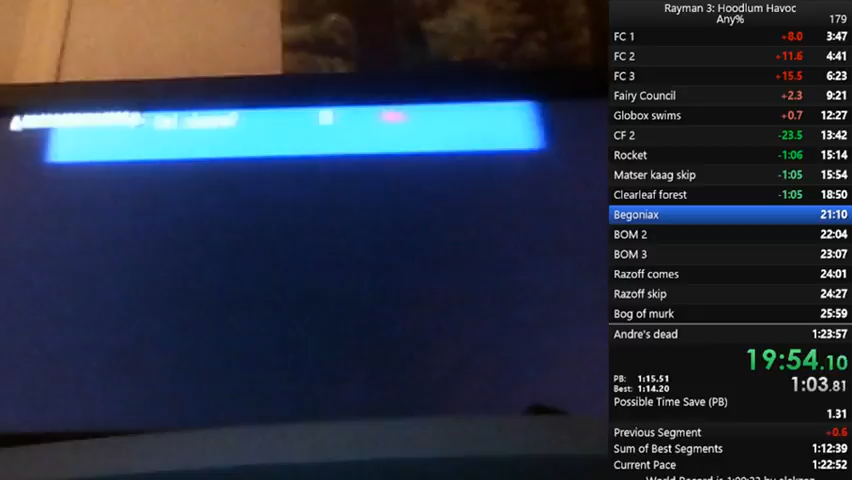 Rayman 3: Hoodlum Havoc
Any% 179
FC 1 +8.0 3:47
FC 2 +11.6 4:41
FC 3 +15.5 6:23
Fairy Council +2.3 9:21
Globox swims +0.7 12:27
CF 2 -23.5 13:42
Rocket -1:06 15:14
Matser kaag skip -1:05 15:54
Clearleaf forest -1:05 18:50
Begoniax 21:10
BOM 2 22:04
BOM 3 23:07
Razoff comes 24:01
Razoff skip 24:27
Bog of murk 25:59
Andre's dead 1:23:57
19:54.10
PB: 1:15.51
Best: 1:14.20
1:03.81
Possible Time Save (PB)
1.31
Previous Segment +0.6
Sum of Best Segments 1:12:39
Current Pace 1:22:52